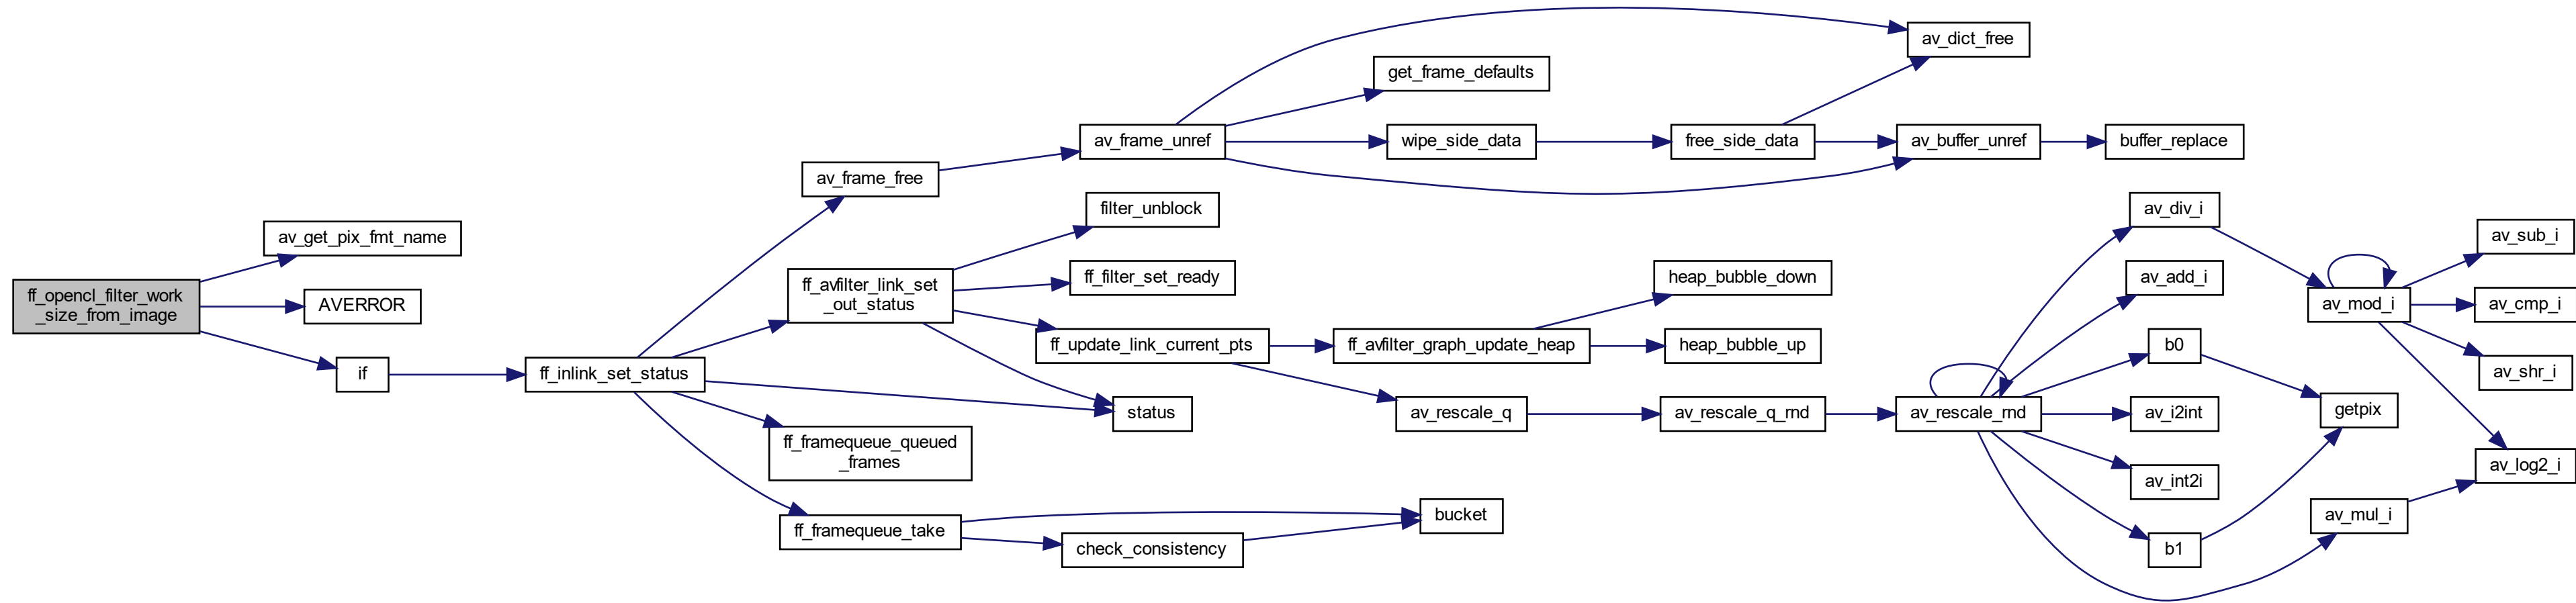 ff_opencl_filter_work
_size_from_image
av_get_pix_fmt_name
AVERROR
if
ff_inlink_set_status
av_frame_free
ff_avfilter_link_set
_out_status
ff_framequeue_queued
_frames
ff_framequeue_take
av_frame_unref
filter_unblock
ff_filter_set_ready
ff_update_link_current_pts
status
check_consistency
get_frame_defaults
wipe_side_data
ff_avfilter_graph_update_heap
av_rescale_q
bucket
free_side_data
heap_bubble_down
heap_bubble_up
av_rescale_q_rnd
av_dict_free
av_buffer_unref
av_rescale_rnd
buffer_replace
av_div_i
av_add_i
b0
av_i2int
av_int2i
b1
av_mod_i
getpix
av_mul_i
av_sub_i
av_cmp_i
av_shr_i
av_log2_i